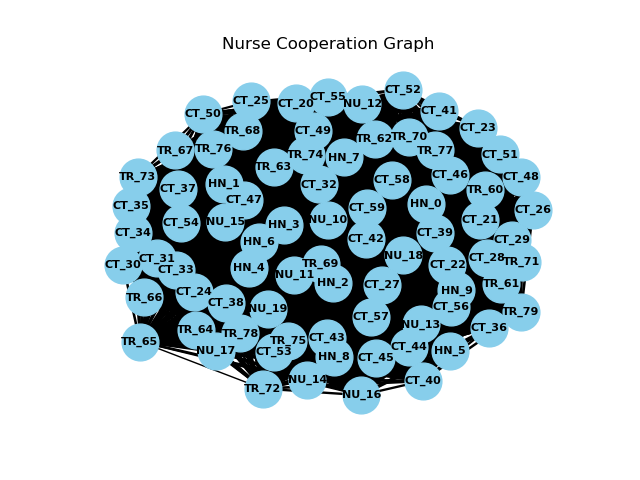 Nurse Cooperation Graph
CT_52
CT_25
CT_55
CT_20
NU_12
CT_50
CT_41
TR_68
CT_49
CT_23
TR_62
TR_70
TR_67
TR_76
TR_74
HN_7
TR_77
CT_51
TR_63
TR_73
CT_46
CT_48
CT_37
HN_1
CT_32
CT_58
TR_60
CT_47
CT_35
CT_59
HN_0
CT_26
CT_54
NU_15
HN_3
NU_10
CT_21
CT_34
HN_6
CT_42
CT_39
CT_29
CT_30
CT_31
CT_33
HN_4
NU_11
TR_69
HN_2
NU_18
CT_22
CT_28
TR_71
TR_66
CT_24
CT_38
NU_19
CT_27
HN_9
TR_61
CT_56
TR_79
CT_57
TR_64
TR_78
NU_13
CT_36
TR_65
NU_17
CT_53
TR_75
CT_43
HN_8
CT_45
CT_44
HN_5
TR_72
NU_14
NU_16
CT_40